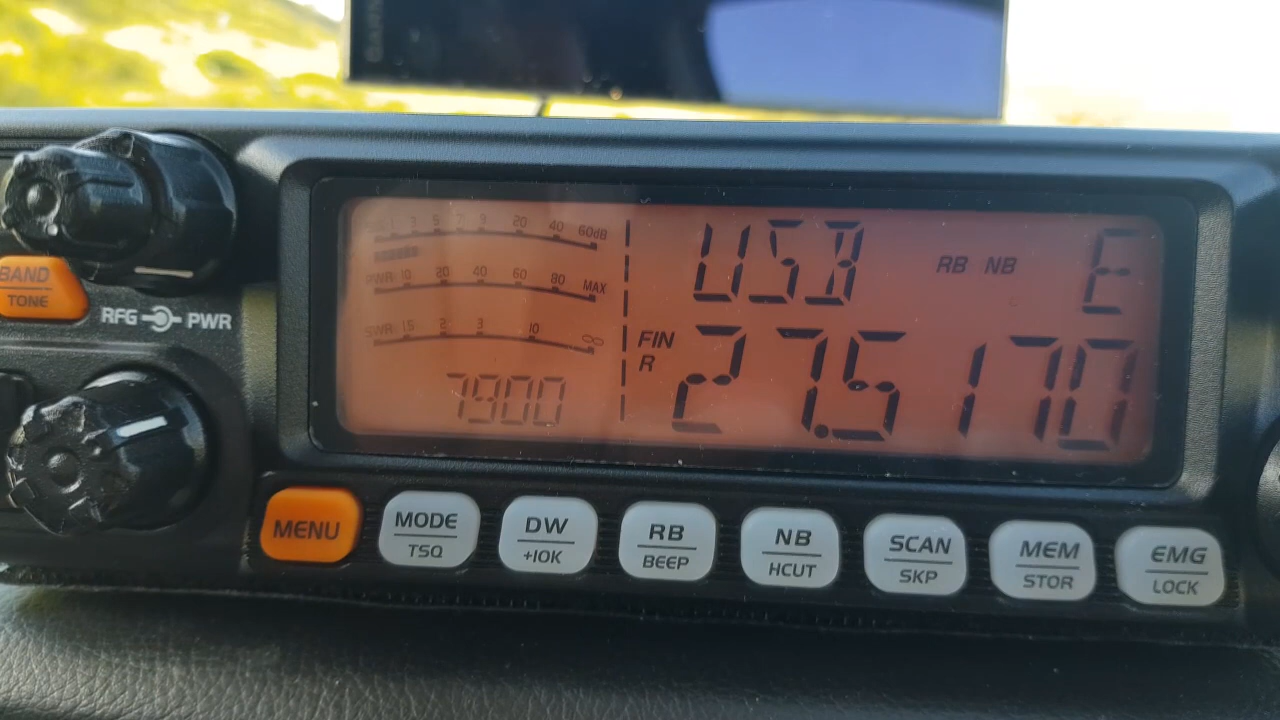 1 3 5 7 9 20 40 60dB
PWR 10 20 40 60 80 MAX
SWR 1.5 2 3 10 ∞
7900
USB RB NB E
FIN
R
27.5170
BAND
TONE
RFG PWR
MENU
MODE
TSQ
DW
+10K
RB
BEEP
NB
HCUT
SCAN
SKP
MEM
STOR
EMG
LOCK